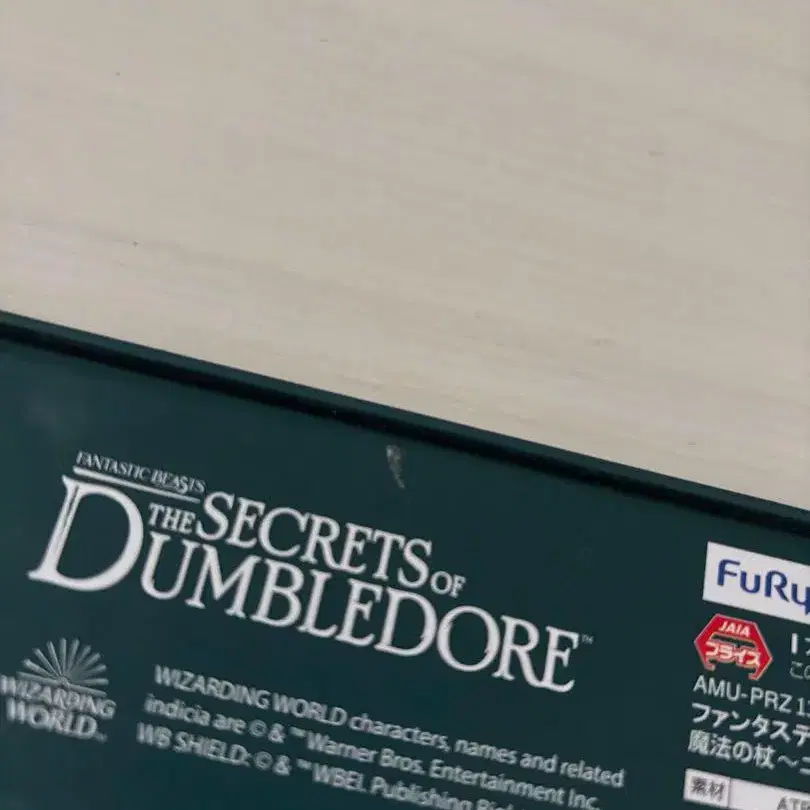 FANTASTIC BEASTS
THE SECRETS OF
DUMBLEDORE™
WIZARDING
WORLD™
WIZARDING WORLD characters, names and related
indicia are © & ™ Warner Bros. Entertainment Inc.
WB SHIELD: © & ™ WBEI. Publishing
FuRy
JAIA
プライズ
AMU-PRZ
ファンタステ
魔法の杖～
素材